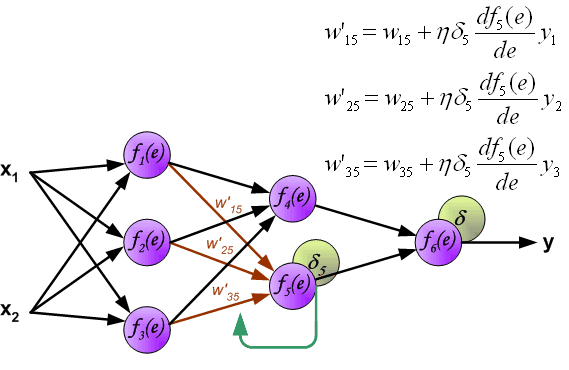 w'₁₅ = w₁₅ + ηδ₅ df₅(e)/de y₁
w'₂₅ = w₂₅ + ηδ₅ df₅(e)/de y₂
w'₃₅ = w₃₅ + ηδ₅ df₅(e)/de y₃
x₁
x₂
f₁(e)
f₂(e)
f₃(e)
w'₁₅
w'₂₅
w'₃₅
f₄(e)
δ₅
f₅(e)
δ
f₆(e)
y